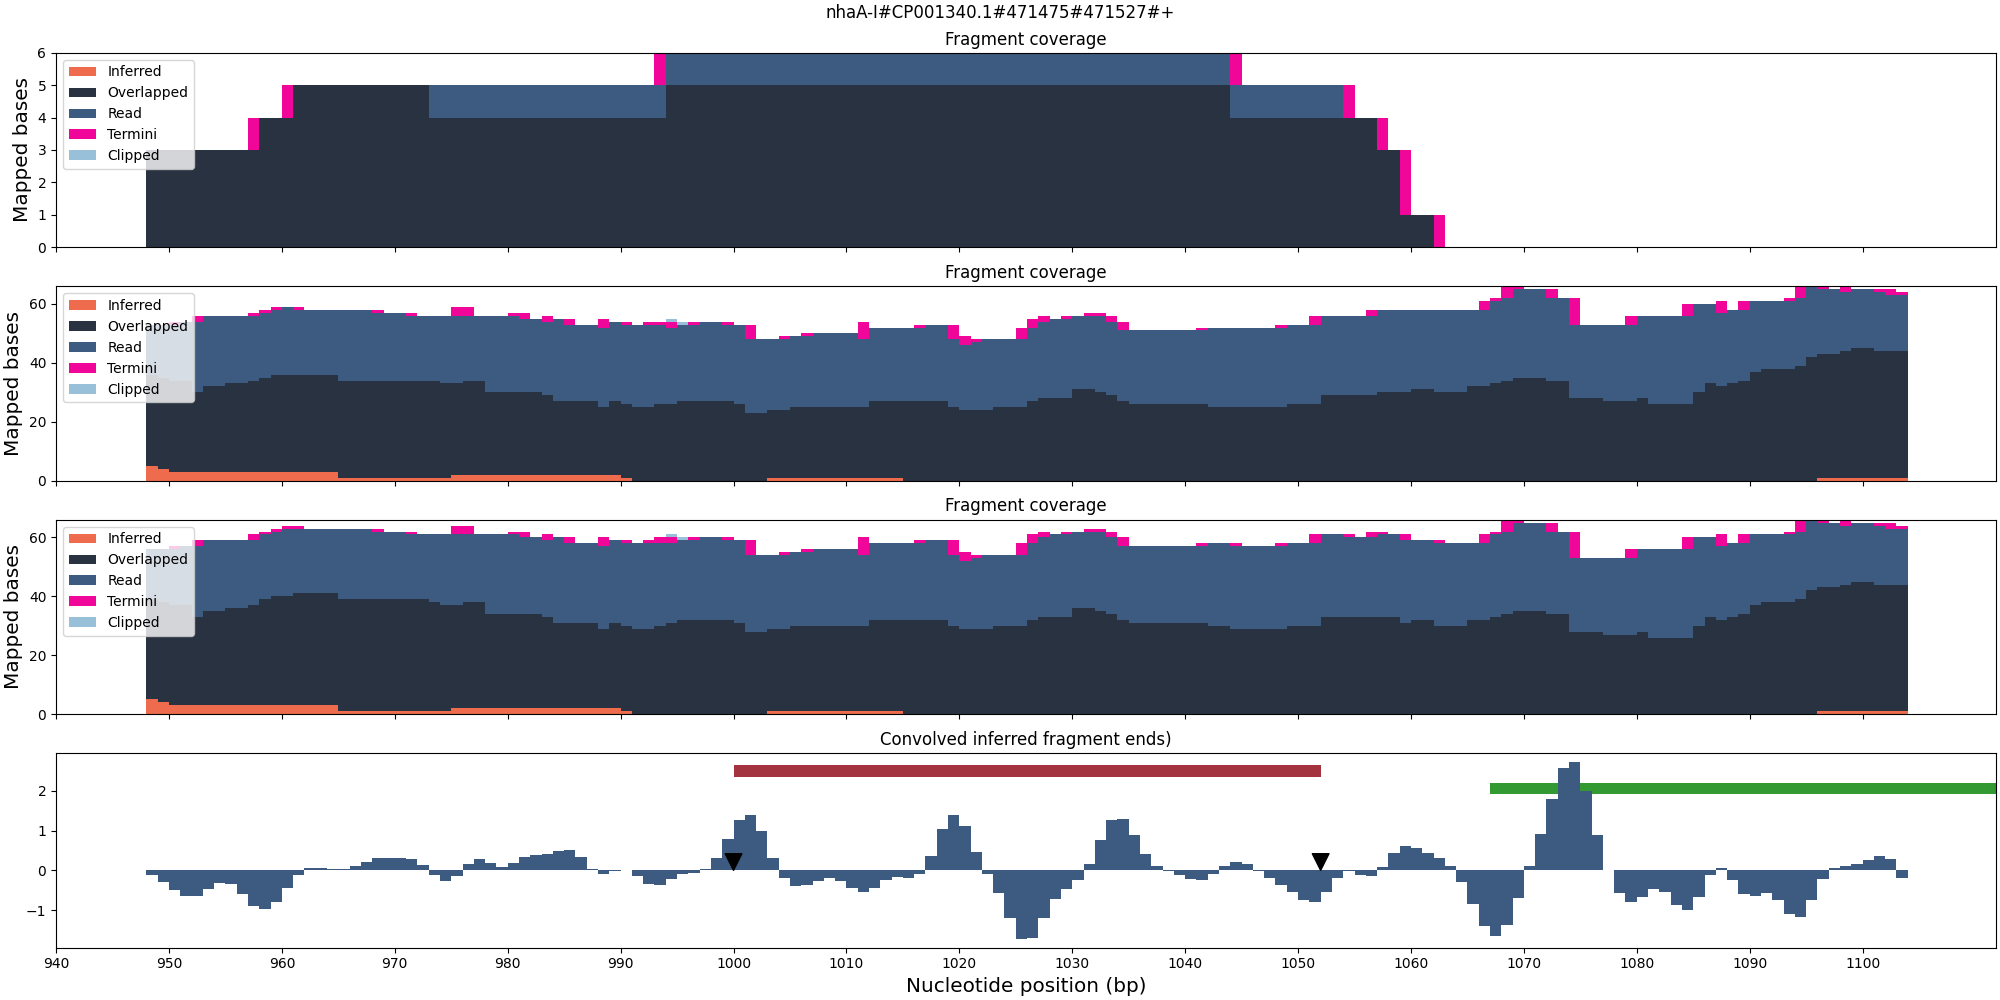 nhaA-I#CP001340.1#471475#471527#+
Fragment coverage
Mapped bases
6
5
4
3
2
1
0
Inferred
Overlapped
Read
Termini
Clipped
Fragment coverage
Mapped bases
60
40
20
0
Inferred
Overlapped
Read
Termini
Clipped
Fragment coverage
Mapped bases
60
40
20
0
Inferred
Overlapped
Read
Termini
Clipped
Convolved inferred fragment ends)
2
1
0
−1
940 950 960 970 980 990 1000 1010 1020 1030 1040 1050 1060 1070 1080 1090 1100
Nucleotide position (bp)